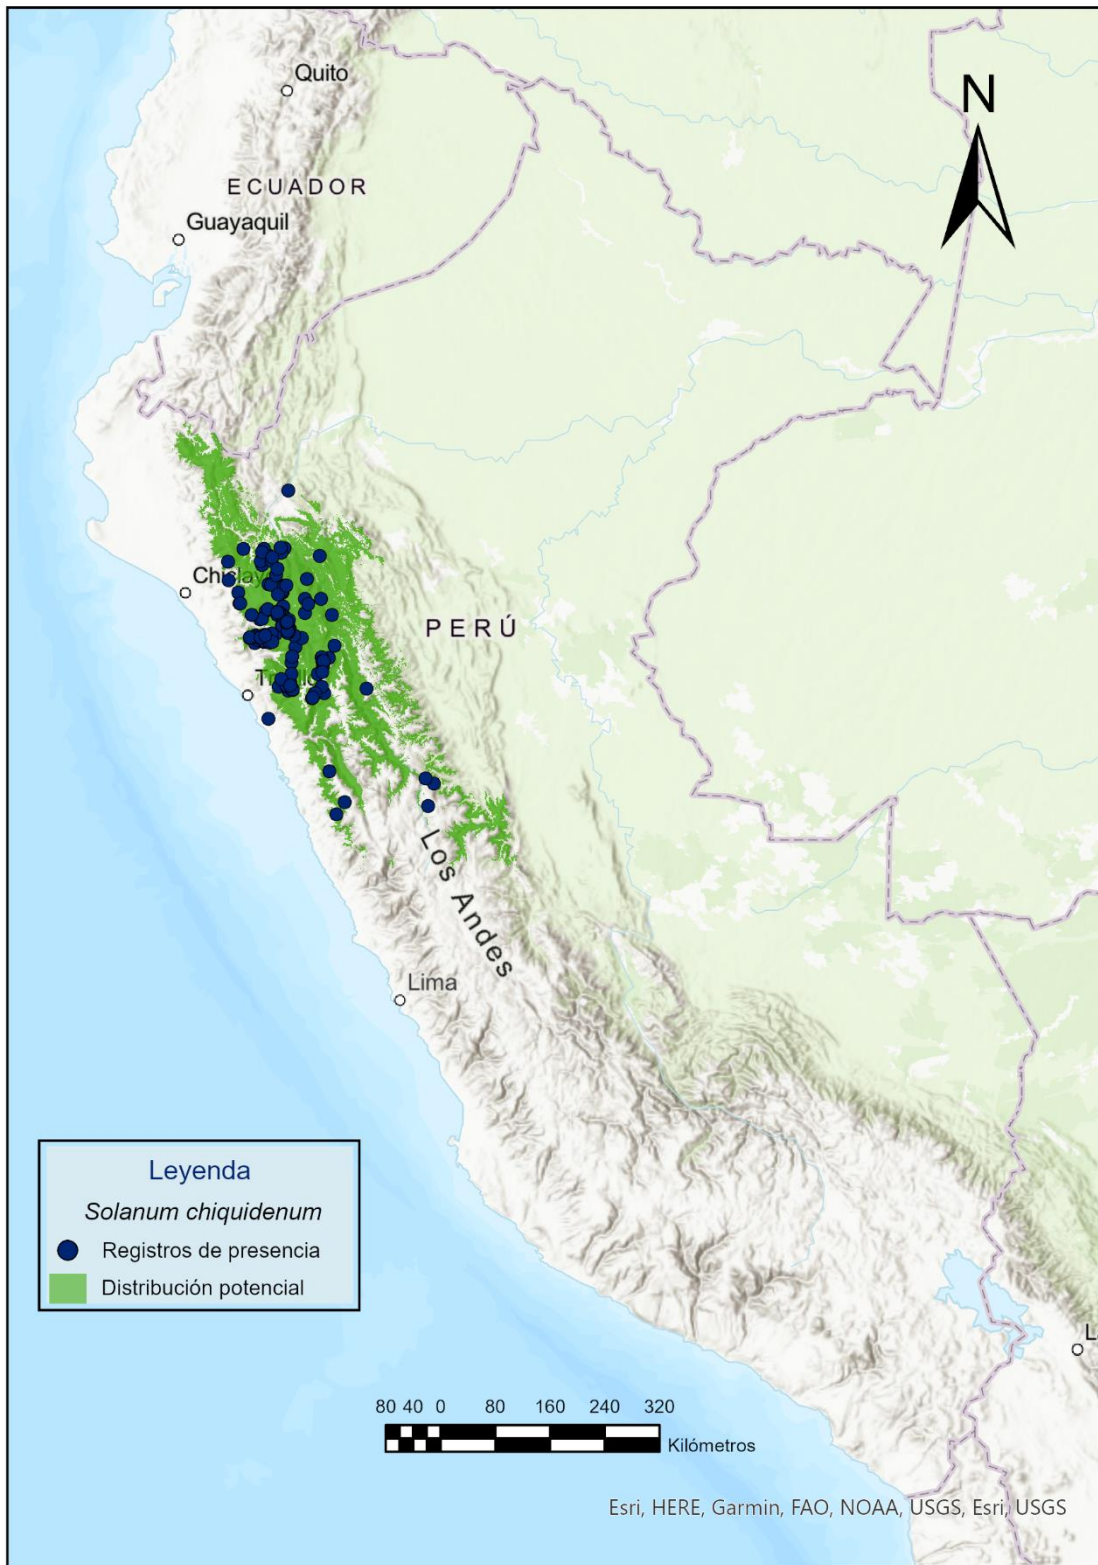 Quito
N
ECUADOR
Guayaquil
PERÚ
Los Andes
Lima
Leyenda
Solanum chiquidenum
Registros de presencia
Distribución potencial
80 40 0 80 160 240 320
Kilómetros
Esri, HERE, Garmin, FAO, NOAA, USGS, Esri, USGS